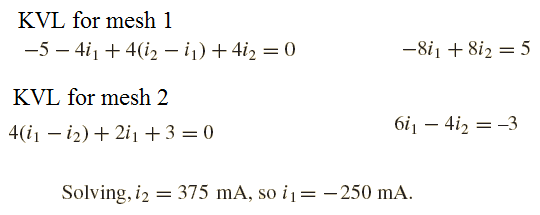 KVL for mesh 1
−5 − 4i₁ + 4(i₂ − i₁) + 4i₂ = 0 −8i₁ + 8i₂ = 5
KVL for mesh 2
4(i₁ − i₂) + 2i₁ + 3 = 0 6i₁ − 4i₂ = −3
Solving, i₂ = 375 mA, so i₁ = −250 mA.